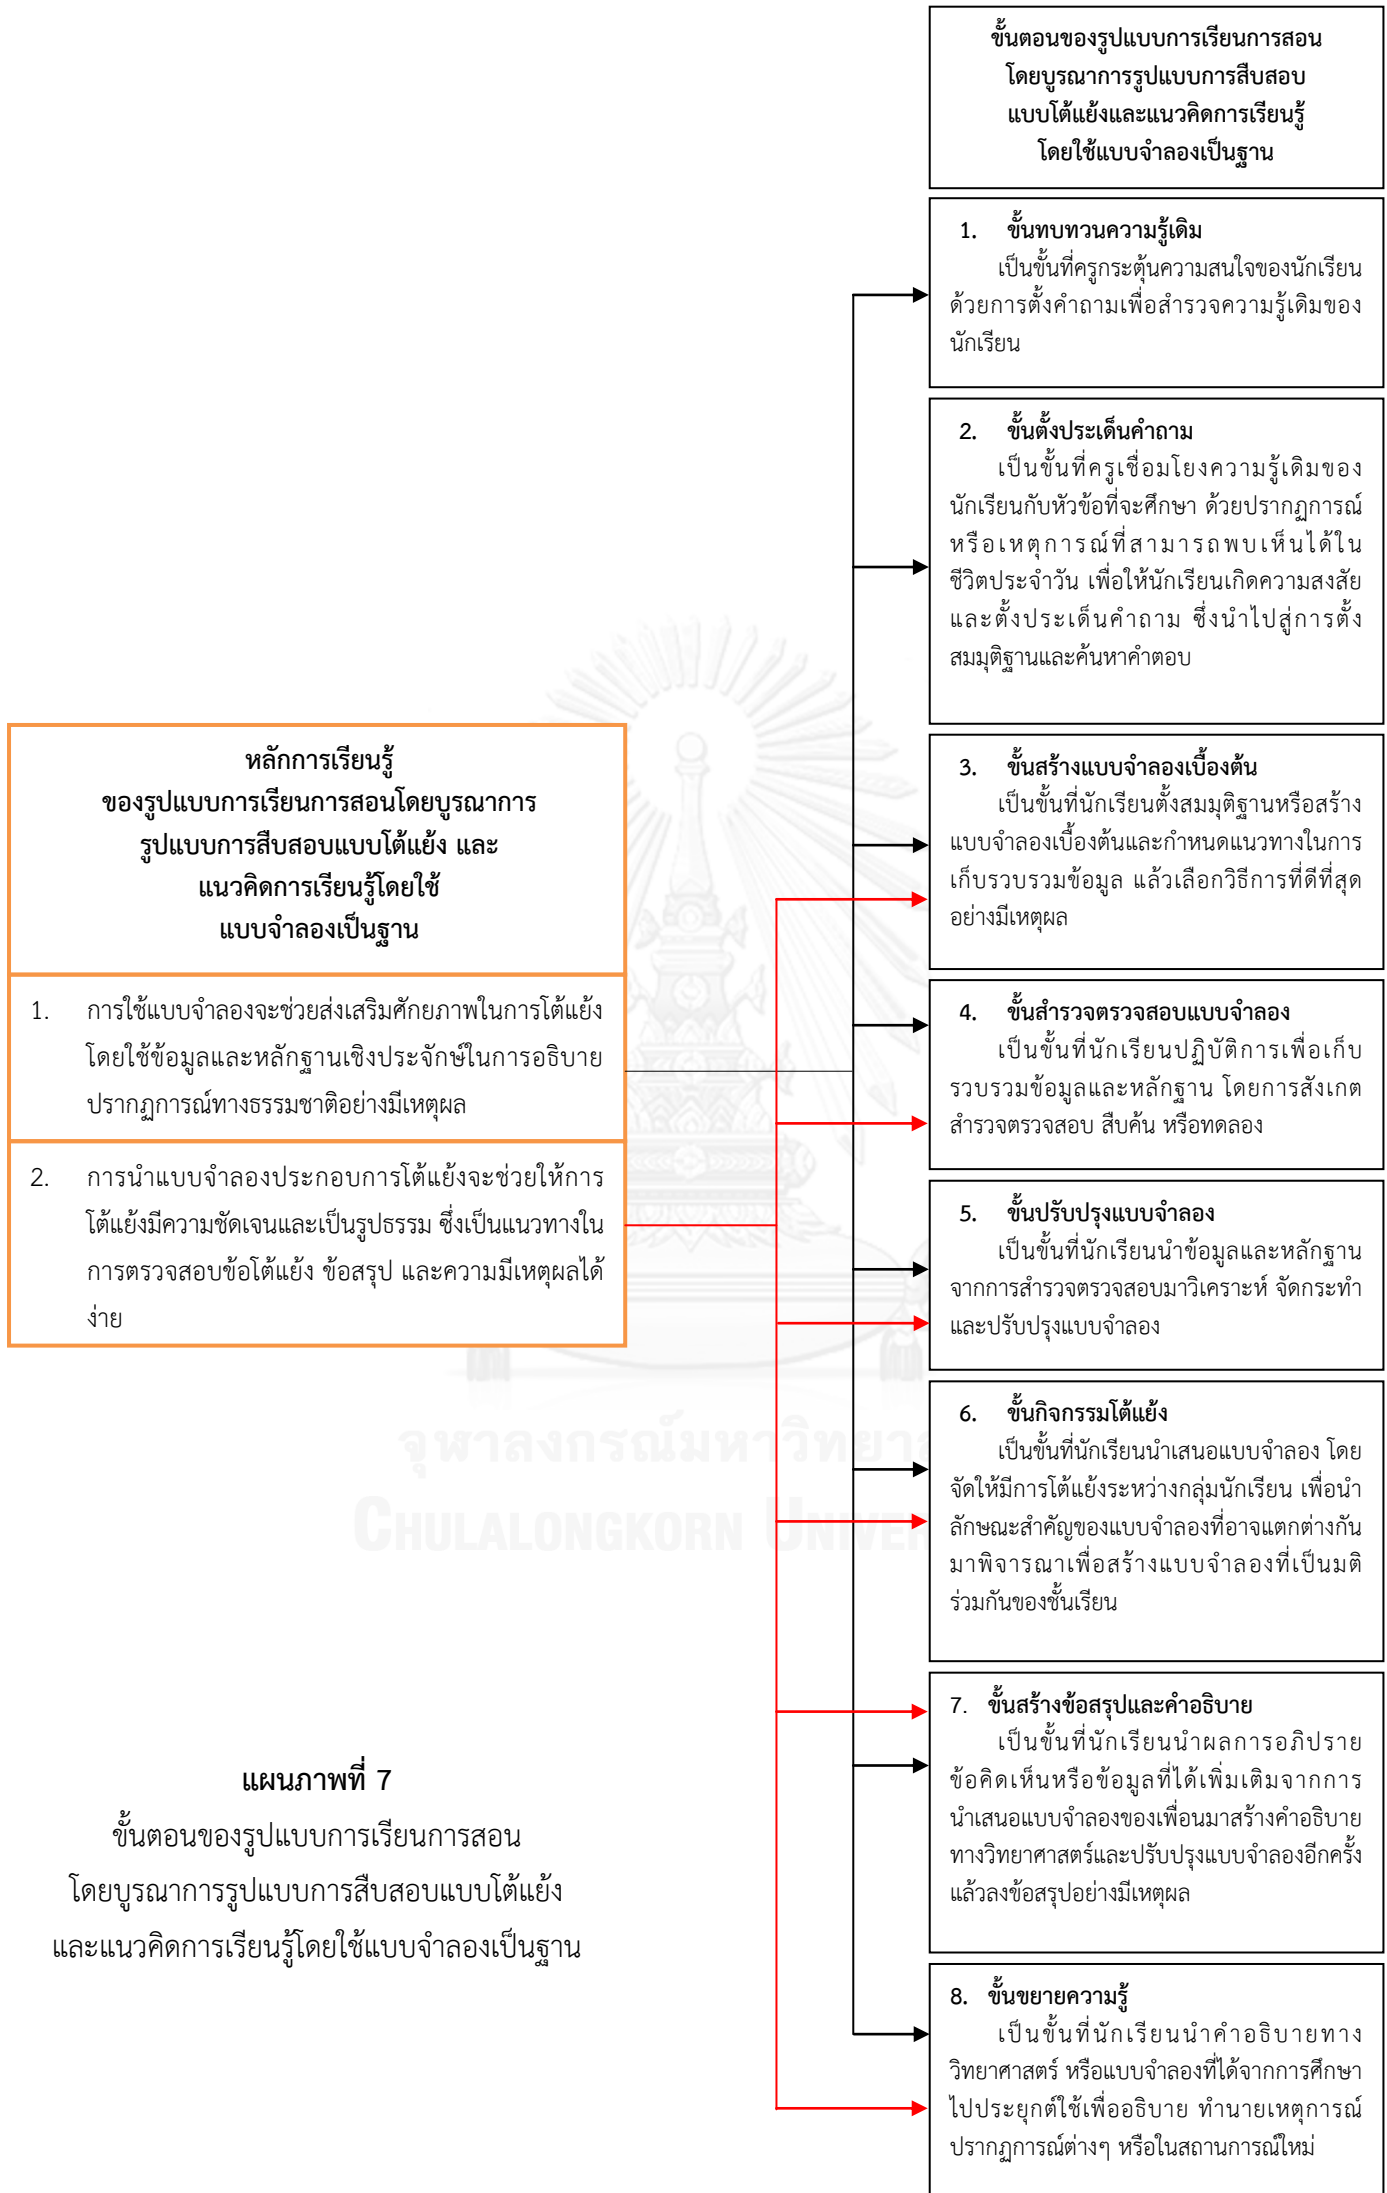 ขั้นตอนของรูปแบบการเรียนการสอน
โดยบูรณาการรูปแบบการสืบสอบ
แบบโต้แย้งและแนวคิดการเรียนรู้
โดยใช้แบบจำลองเป็นฐาน
1. ขั้นทบทวนความรู้เดิม
เป็นขั้นที่ครูกระตุ้นความสนใจของนักเรียน
ด้วยการตั้งคำถามเพื่อสำรวจความรู้เดิมของ
นักเรียน
2. ขั้นตั้งประเด็นคำถาม
เป็นขั้นที่ครูเชื่อมโยงความรู้เดิมของ
นักเรียนกับหัวข้อที่จะศึกษา ด้วยปรากฏการณ์
หรือเหตุการณ์ที่สามารถพบเห็นได้ใน
ชีวิตประจำวัน เพื่อให้นักเรียนเกิดความสงสัย
และตั้งประเด็นคำถาม ซึ่งนำไปสู่การตั้ง
สมมุติฐานและค้นหาคำตอบ
หลักการเรียนรู้
ของรูปแบบการเรียนการสอนโดยบูรณาการ
รูปแบบการสืบสอบแบบโต้แย้ง และ
แนวคิดการเรียนรู้โดยใช้
แบบจำลองเป็นฐาน
1. การใช้แบบจำลองจะช่วยส่งเสริมศักยภาพในการโต้แย้ง
โดยใช้ข้อมูลและหลักฐานเชิงประจักษ์ในการอธิบาย
ปรากฏการณ์ทางธรรมชาติอย่างมีเหตุผล
2. การนำแบบจำลองประกอบการโต้แย้งจะช่วยให้การ
โต้แย้งมีความชัดเจนและเป็นรูปธรรม ซึ่งเป็นแนวทางใน
การตรวจสอบข้อโต้แย้ง ข้อสรุป และความมีเหตุผลได้
ง่าย
3. ขั้นสร้างแบบจำลองเบื้องต้น
เป็นขั้นที่นักเรียนตั้งสมมุติฐานหรือสร้าง
แบบจำลองเบื้องต้นและกำหนดแนวทางในการ
เก็บรวบรวมข้อมูล แล้วเลือกวิธีการที่ดีที่สุด
อย่างมีเหตุผล
4. ขั้นสำรวจตรวจสอบแบบจำลอง
เป็นขั้นที่นักเรียนปฏิบัติการเพื่อเก็บ
รวบรวมข้อมูลและหลักฐาน โดยการสังเกต
สำรวจตรวจสอบ สืบค้น หรือทดลอง
5. ขั้นปรับปรุงแบบจำลอง
เป็นขั้นที่นักเรียนนำข้อมูลและหลักฐาน
จากการสำรวจตรวจสอบมาวิเคราะห์ จัดกระทำ
และปรับปรุงแบบจำลอง
6. ขั้นกิจกรรมโต้แย้ง
เป็นขั้นที่นักเรียนนำเสนอแบบจำลอง โดย
จัดให้มีการโต้แย้งระหว่างกลุ่มนักเรียน เพื่อนำ
ลักษณะสำคัญของแบบจำลองที่อาจแตกต่างกัน
มาพิจารณาเพื่อสร้างแบบจำลองที่เป็นมติ
ร่วมกันของชั้นเรียน
จุฬาลงกรณ์มหาวิทยา
CHULALONGKORN UNIVER
7. ขั้นสร้างข้อสรุปและคำอธิบาย
เป็นขั้นที่นักเรียนนำผลการอภิปราย
ข้อคิดเห็นหรือข้อมูลที่ได้เพิ่มเติมจากการ
นำเสนอแบบจำลองของเพื่อนมาสร้างคำอธิบาย
ทางวิทยาศาสตร์และปรับปรุงแบบจำลองอีกครั้ง
แล้วลงข้อสรุปอย่างมีเหตุผล
แผนภาพที่ 7
ขั้นตอนของรูปแบบการเรียนการสอน
โดยบูรณาการรูปแบบการสืบสอบแบบโต้แย้ง
และแนวคิดการเรียนรู้โดยใช้แบบจำลองเป็นฐาน
8. ขั้นขยายความรู้
เป็นขั้นที่นักเรียนนำคำอธิบายทาง
วิทยาศาสตร์ หรือแบบจำลองที่ได้จากการศึกษา
ไปประยุกต์ใช้เพื่ออธิบาย ทำนายเหตุการณ์
ปรากฏการณ์ต่างๆ หรือในสถานการณ์ใหม่